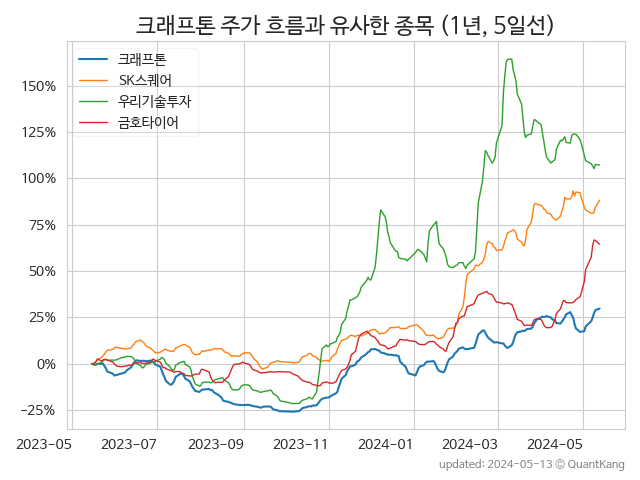 크래프톤 주가 흐름과 유사한 종목 (1년, 5일선)
크래프톤
SK스퀘어
우리기술투자
금호타이어
150%
125%
100%
75%
50%
25%
0%
−25%
2023-05 2023-07 2023-09 2023-11 2024-01 2024-03 2024-05
updated: 2024-05-13 ⓒ QuantKang